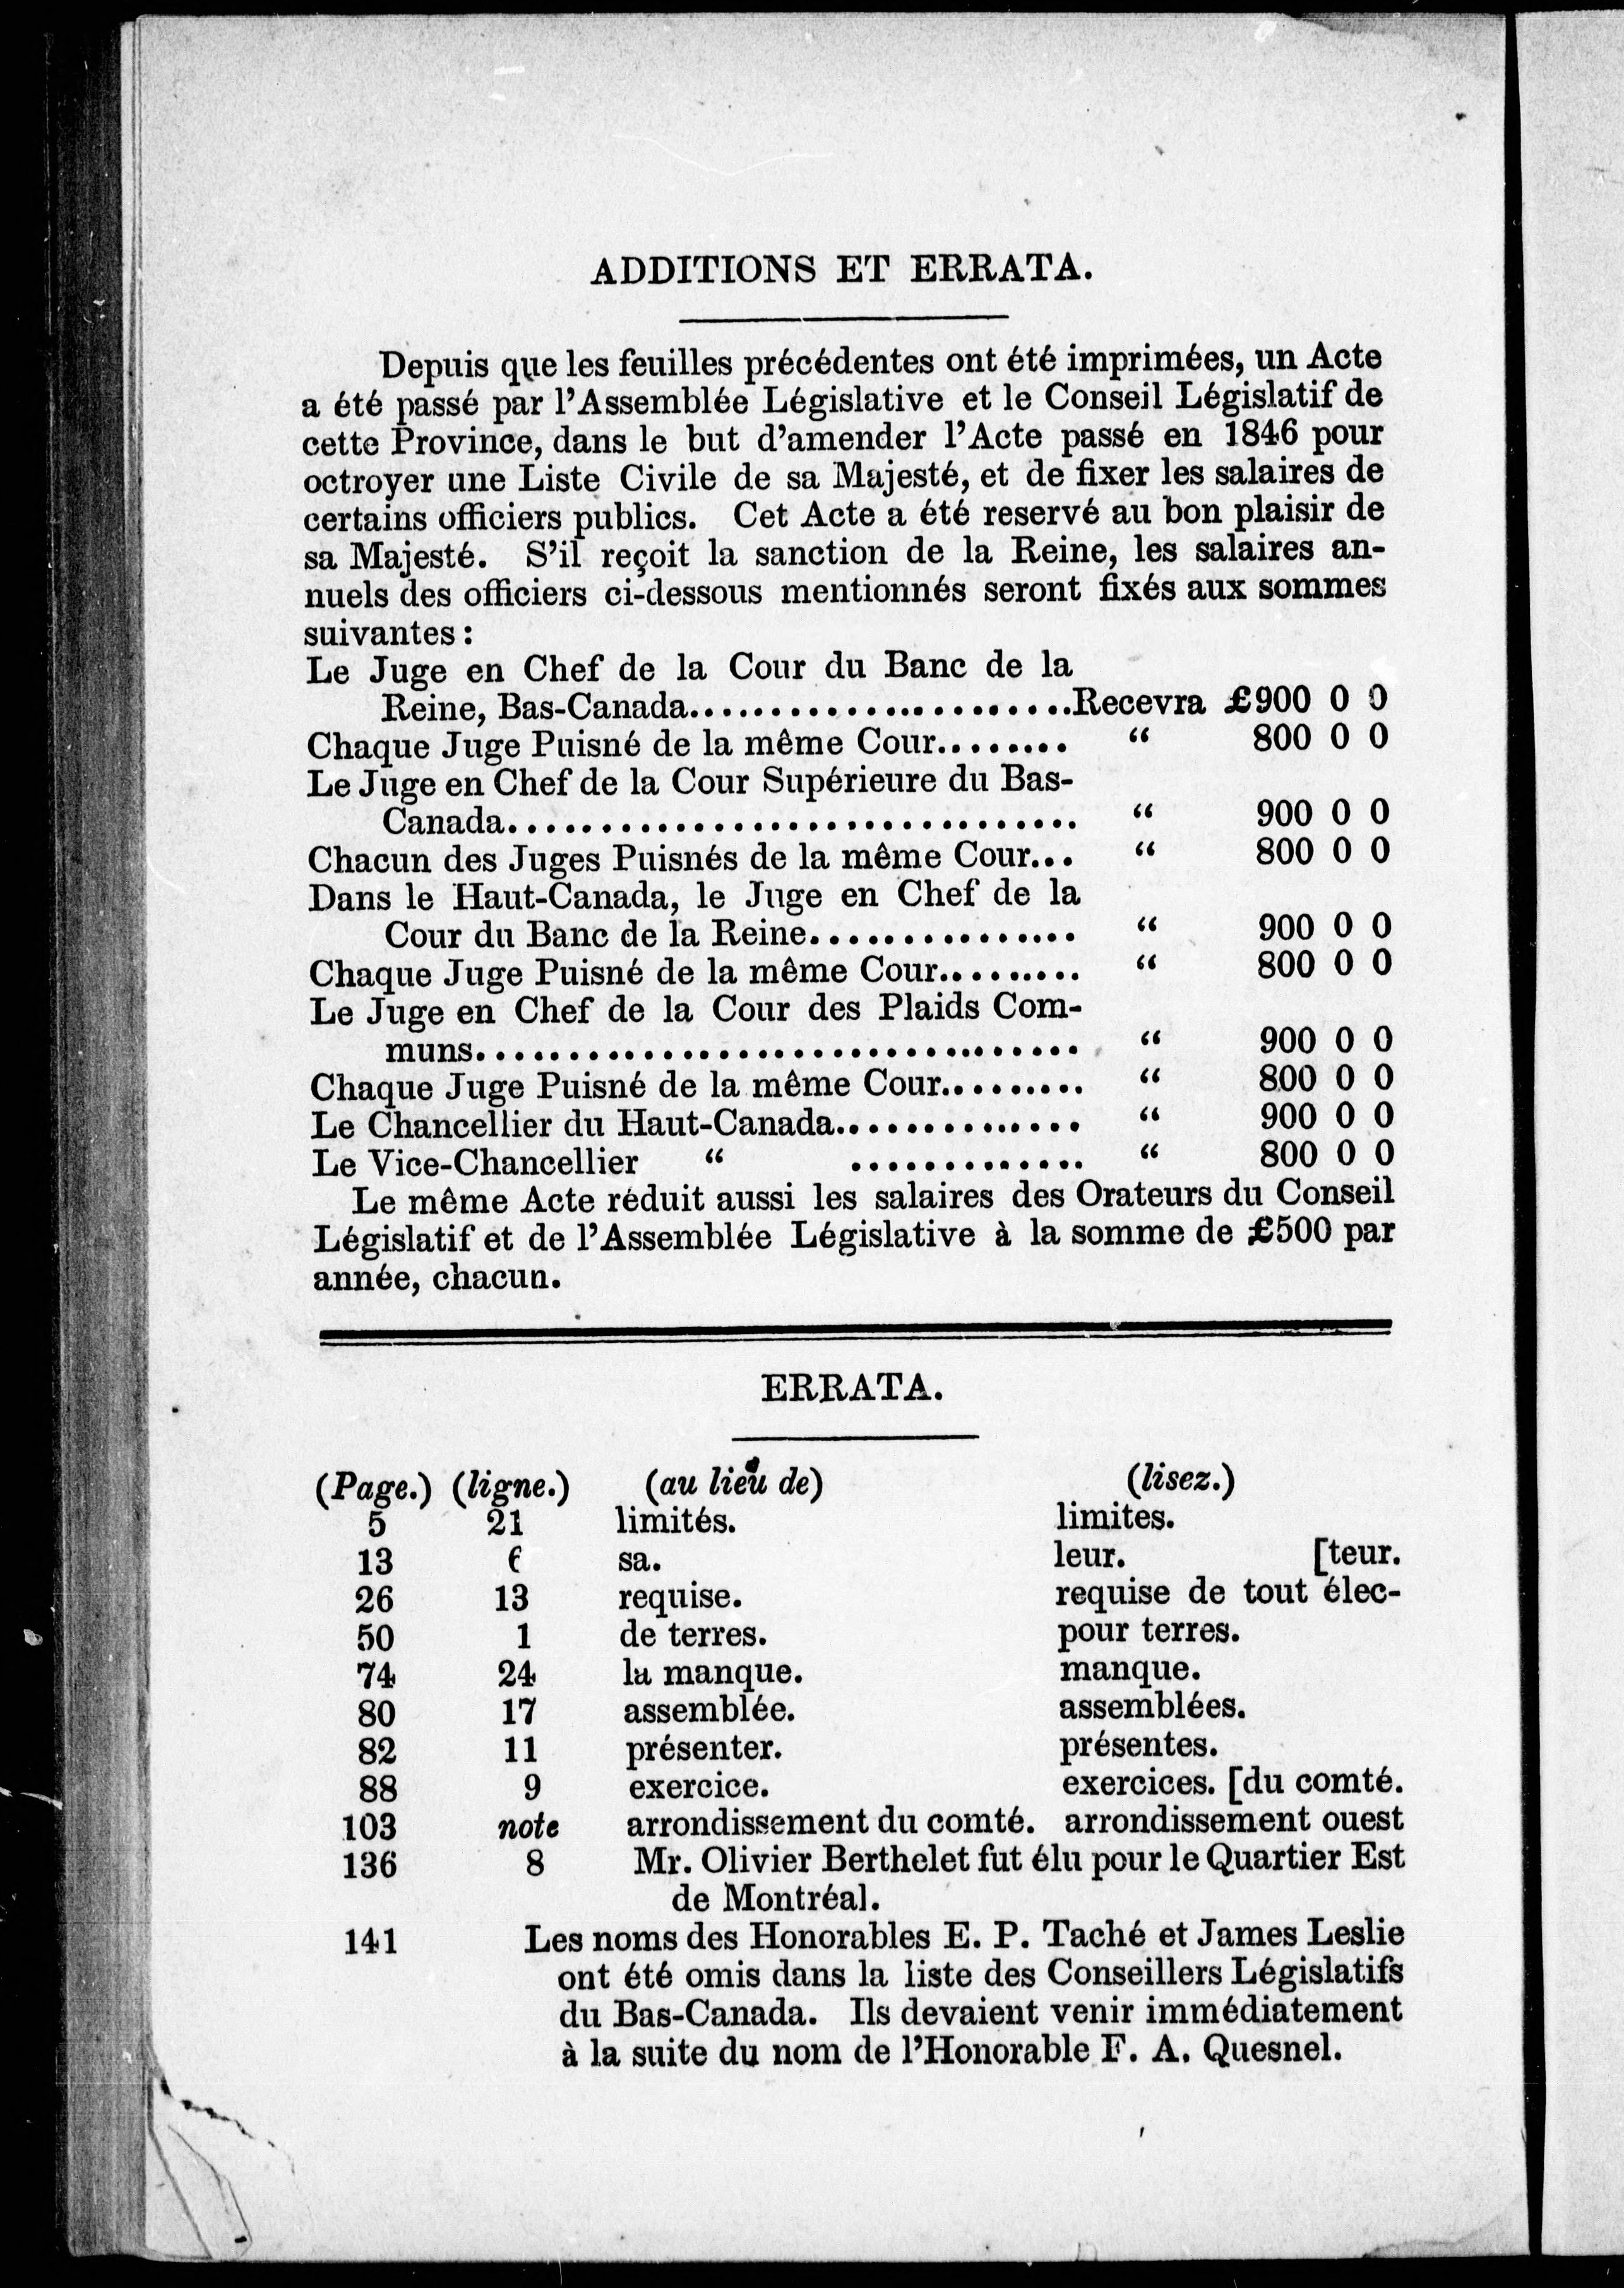 ADDITIONS ET ERRATA.
Depuis que les feuilles précédentes ont été imprimées, un Acte
a été passé par l'Assemblée Législative et le Conseil Législatif de
cette Province, dans le but d'amender l'Acte passé en 1846 pour
octroyer une Liste Civile de sa Majesté, et de fixer les salaires de
certains officiers publics. Cet Acte a été reservé au bon plaisir de
sa Majesté. S'il reçoit la sanction de la Reine, les salaires an-
nuels des officiers ci-dessous mentionnés seront fixés aux sommes
suivantes :
Le Juge en Chef de la Cour du Banc de la
Reine, Bas-Canada........................Recevra £900 0 0
Chaque Juge Puisné de la même Cour........ “ 800 0 0
Le Juge en Chef de la Cour Supérieure du Bas-
Canada................................ “ 900 0 0
Chacun des Juges Puisnés de la même Cour... “ 800 0 0
Dans le Haut-Canada, le Juge en Chef de la
Cour du Banc de la Reine............... “ 900 0 0
Chaque Juge Puisné de la même Cour......... “ 800 0 0
Le Juge en Chef de la Cour des Plaids Com-
muns.................................. “ 900 0 0
Chaque Juge Puisné de la même Cour......... “ 800 0 0
Le Chancellier du Haut-Canada.............. “ 900 0 0
Le Vice-Chancellier “ ............. “ 800 0 0
Le même Acte réduit aussi les salaires des Orateurs du Conseil
Législatif et de l'Assemblée Législative à la somme de £500 par
année, chacun.
ERRATA.
(Page.) (ligne.) (au lieu de) (lisez.)
5 21 limités. limites.
13 6 sa. leur. [teur.
26 13 requise. requise de tout élec-
50 1 de terres. pour terres.
74 24 la manque. manque.
80 17 assemblée. assemblées.
82 11 présenter. présentes.
88 9 exercice. exercices. [du comté.
103 note arrondissement du comté. arrondissement ouest
136 8 Mr. Olivier Berthelet fut élu pour le Quartier Est
de Montréal.
141 Les noms des Honorables E. P. Taché et James Leslie
ont été omis dans la liste des Conseillers Législatifs
du Bas-Canada. Ils devaient venir immédiatement
à la suite du nom de l'Honorable F. A. Quesnel.